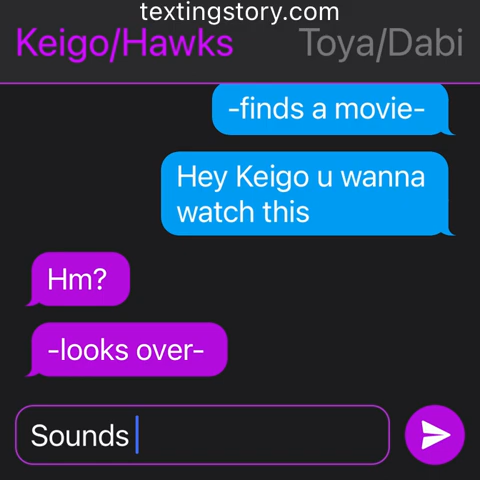 textingstory.com
Keigo/Hawks Toya/Dabi
-finds a movie-
Hey Keigo u wanna
watch this
Hm?
-looks over-
Sounds